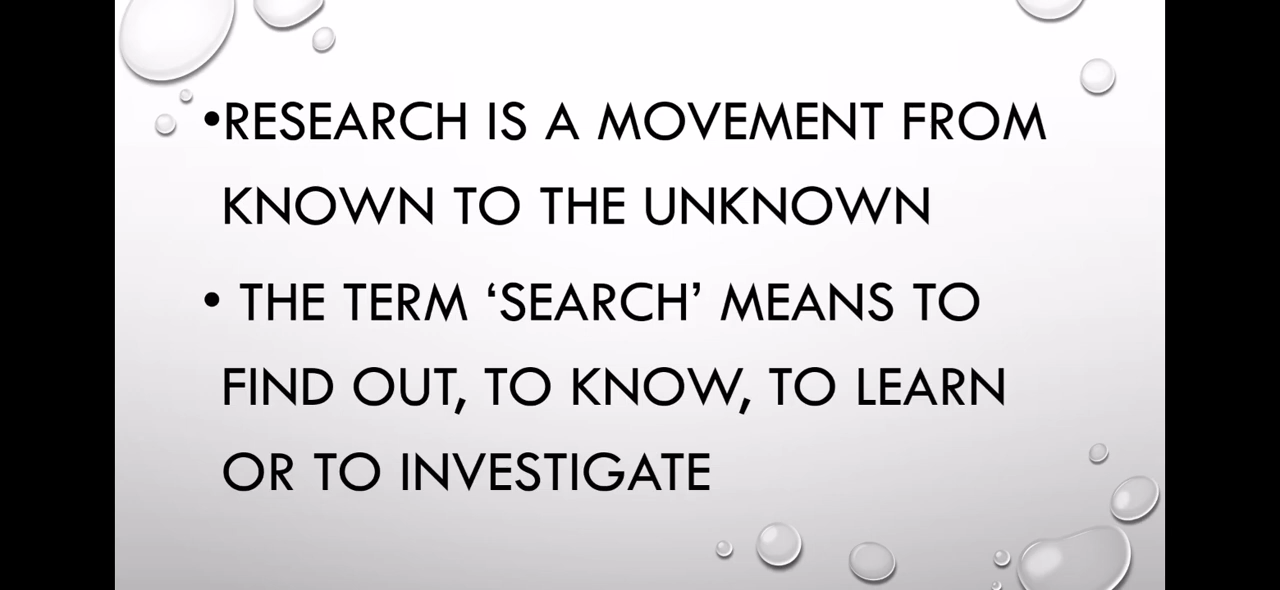 •RESEARCH IS A MOVEMENT FROM
KNOWN TO THE UNKNOWN
• THE TERM ‘SEARCH’ MEANS TO
FIND OUT, TO KNOW, TO LEARN
OR TO INVESTIGATE